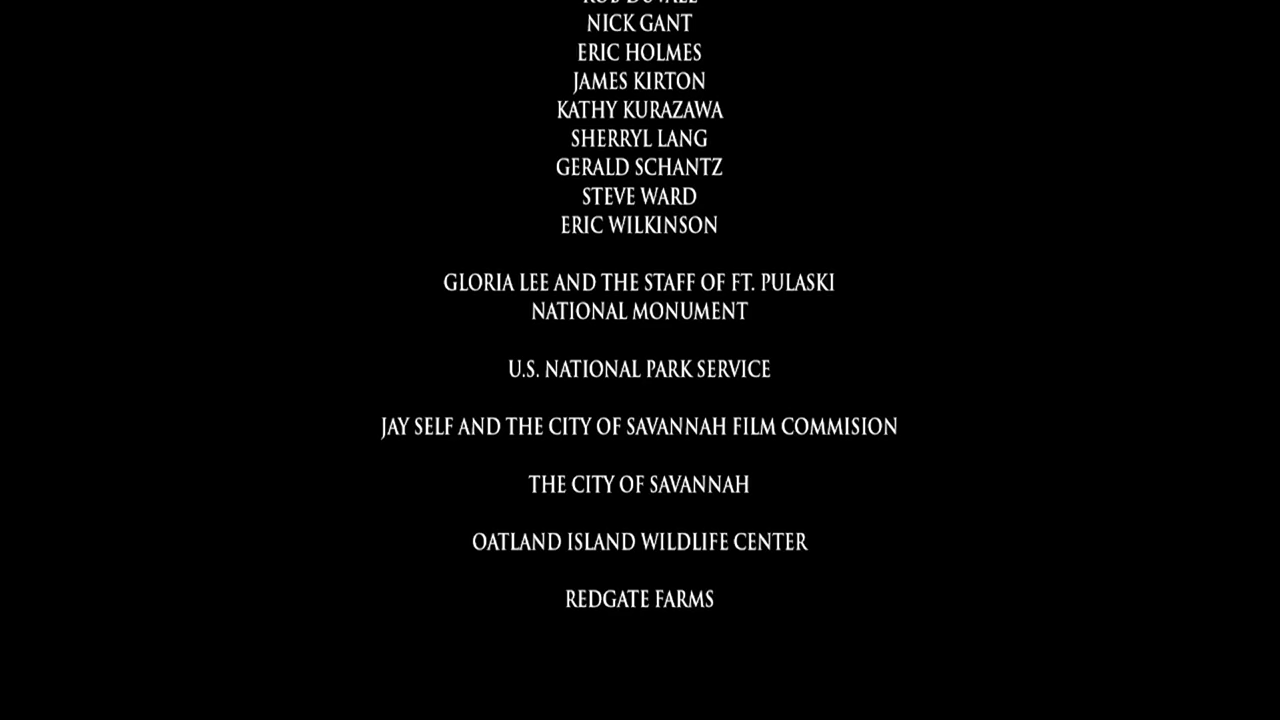 NICK GANT
ERIC HOLMES
JAMES KIRTON
KATHY KURAZAWA
SHERRYL LANG
GERALD SCHANTZ
STEVE WARD
ERIC WILKINSON
GLORIA LEE AND THE STAFF OF FT. PULASKI
NATIONAL MONUMENT
U.S. NATIONAL PARK SERVICE
JAY SELF AND THE CITY OF SAVANNAH FILM COMMISION
THE CITY OF SAVANNAH
OATLAND ISLAND WILDLIFE CENTER
REDGATE FARMS